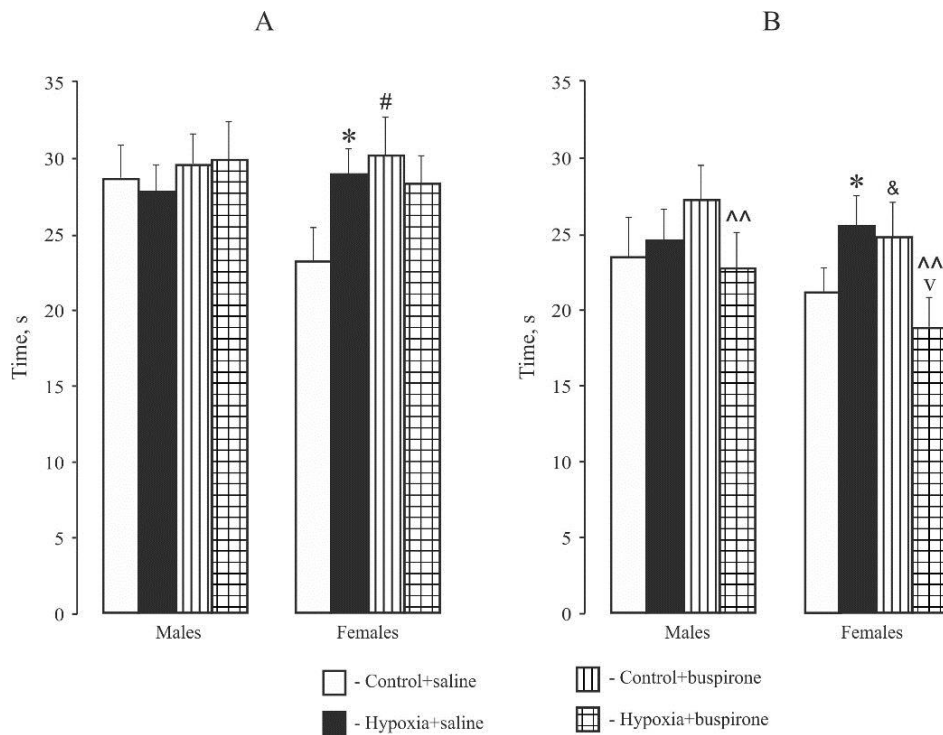 A
B
35
30
25
20
15
10
5
0
Time, s
#
*
Males
Females
35
30
25
20
15
10
5
0
Time, s
^^
*
&
^^
v
Males
Females
- Control+saline
- Control+buspirone
- Hypoxia+saline
- Hypoxia+buspirone